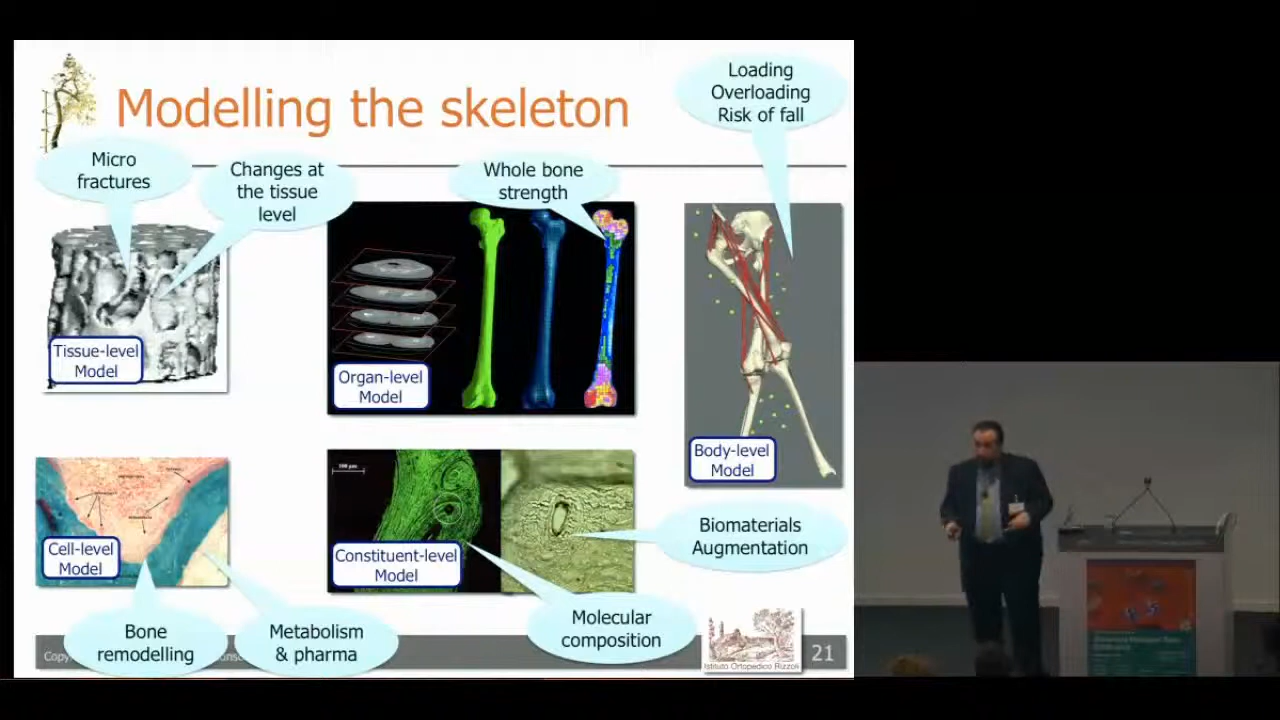 Modelling the skeleton
Loading
Overloading
Risk of fall
Micro
fractures
Changes at
the tissue
level
Whole bone
strength
Tissue-level
Model
Organ-level
Model
Body-level
Model
Cell-level
Model
Constituent-level
Model
Biomaterials
Augmentation
Bone
remodelling
Metabolism
& pharma
Molecular
composition
Istituto Ortopedico Rizzoli
21